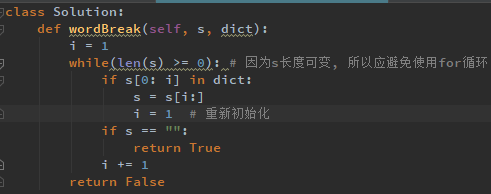 class Solution:
    def wordBreak(self, s, dict):
        i = 1
        while(len(s) >= 0): # 因为s长度可变, 所以应避免使用for循环
            if s[0: i] in dict:
                s = s[i:]
                i = 1  # 重新初始化
            if s == "":
                return True
            i += 1
        return False